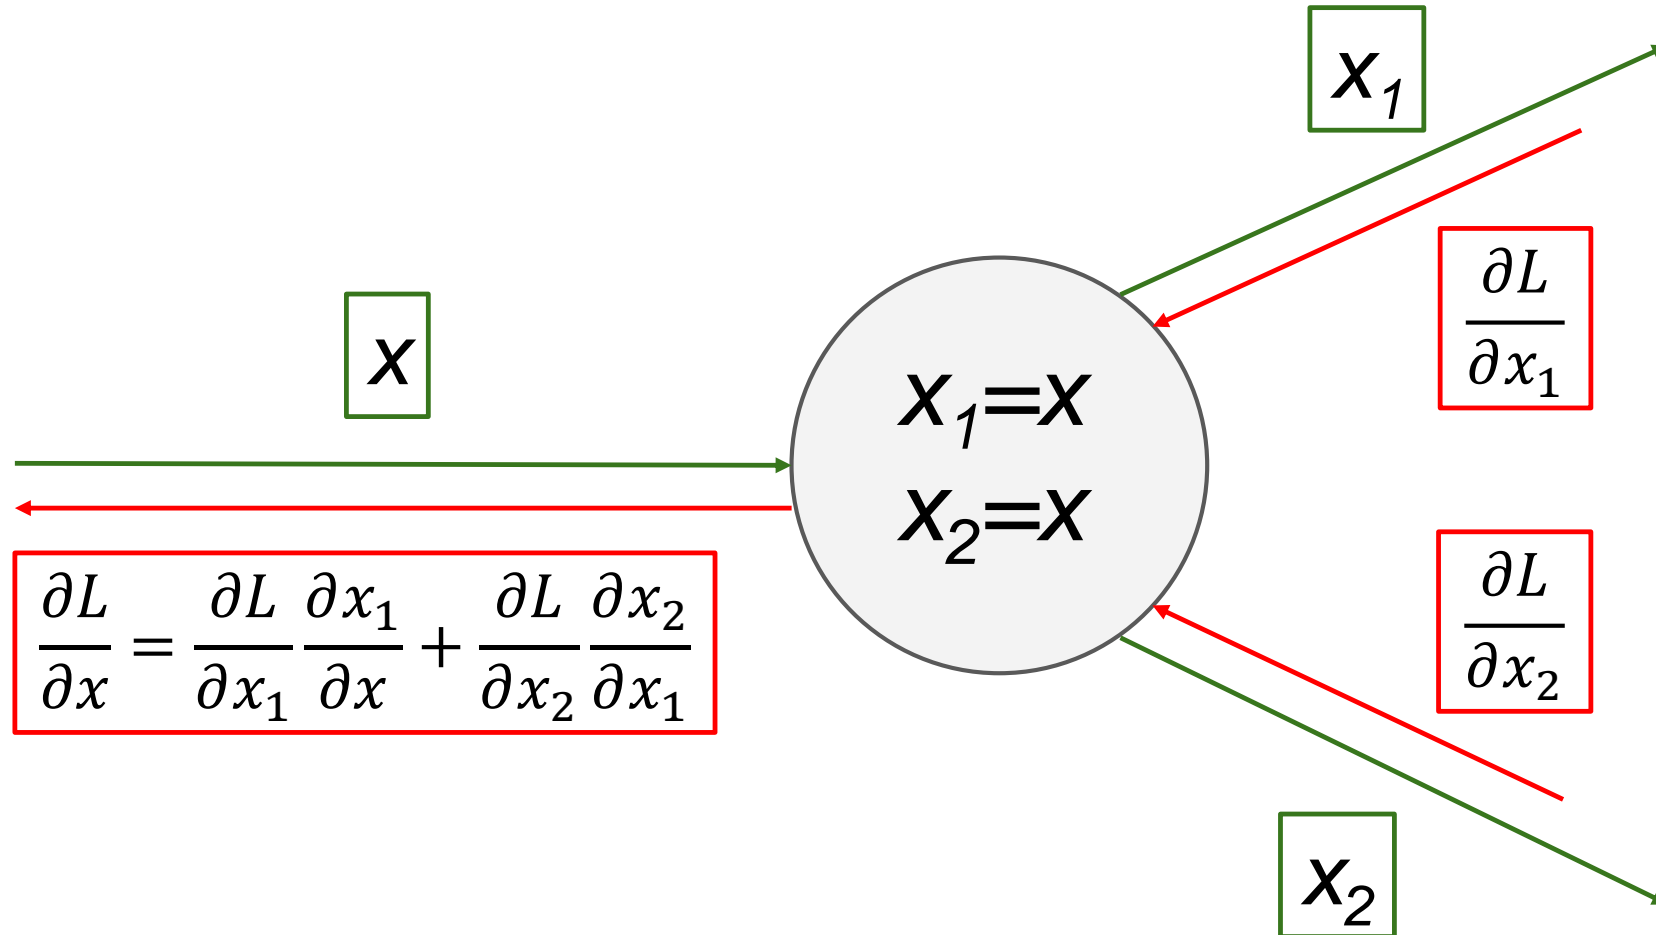 x₁
∂L/∂x₁
x
x₁=x
x₂=x
∂L/∂x = ∂L/∂x₁ ∂x₁/∂x + ∂L/∂x₂ ∂x₂/∂x₁
∂L/∂x₂
x₂